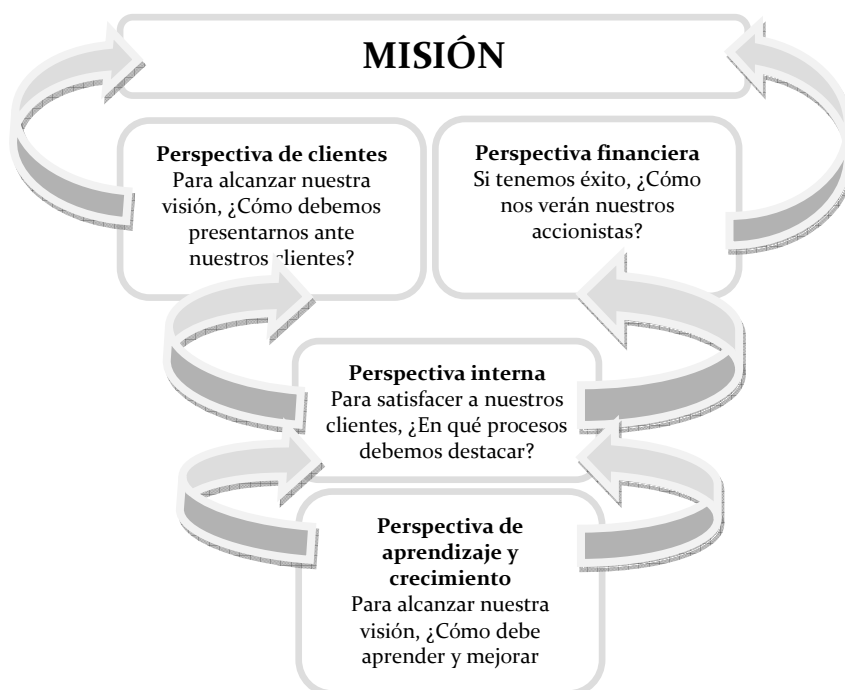 MISIÓN
Perspectiva de clientes
Para alcanzar nuestra
visión, ¿Cómo debemos
presentarnos ante
nuestros clientes?
Perspectiva financiera
Si tenemos éxito, ¿Cómo
nos verán nuestros
accionistas?
Perspectiva interna
Para satisfacer a nuestros
clientes, ¿En qué procesos
debemos destacar?
Perspectiva de
aprendizaje y
crecimiento
Para alcanzar nuestra
visión, ¿Cómo debe
aprender y mejorar